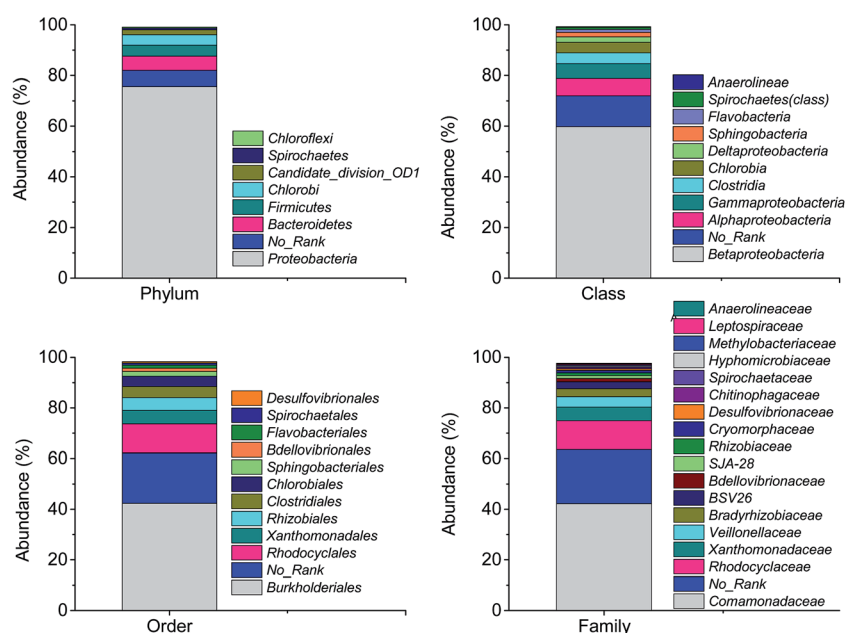 100
80
60
40
20
0
Abundance (%)
Chloroflexi
Spirochaetes
Candidate_division_OD1
Chlorobi
Firmicutes
Bacteroidetes
No_Rank
Proteobacteria
Phylum
100
80
60
40
20
0
Abundance (%)
Anaerolineae
Spirochaetes(class)
Flavobacteria
Sphingobacteria
Deltaproteobacteria
Chlorobia
Clostridia
Gammaproteobacteria
Alphaproteobacteria
No_Rank
Betaproteobacteria
Class
100
80
60
40
20
0
Abundance (%)
Desulfovibrionales
Spirochaetales
Flavobacteriales
Bdellovibrionales
Sphingobacteriales
Chlorobiales
Clostridiales
Rhizobiales
Xanthomonadales
Rhodocyclales
No_Rank
Burkholderiales
Order
100
80
60
40
20
0
Abundance (%)
Anaerolineaceae
Leptospiraceae
Methylobacteriaceae
Hyphomicrobiaceae
Spirochaetaceae
Chitinophagaceae
Desulfovibrionaceae
Cryomorphaceae
Rhizobiaceae
SJA-28
Bdellovibrionaceae
BSV26
Bradyrhizobiaceae
Veillonellaceae
Xanthomonadaceae
Rhodocyclaceae
No_Rank
Comamonadaceae
Family